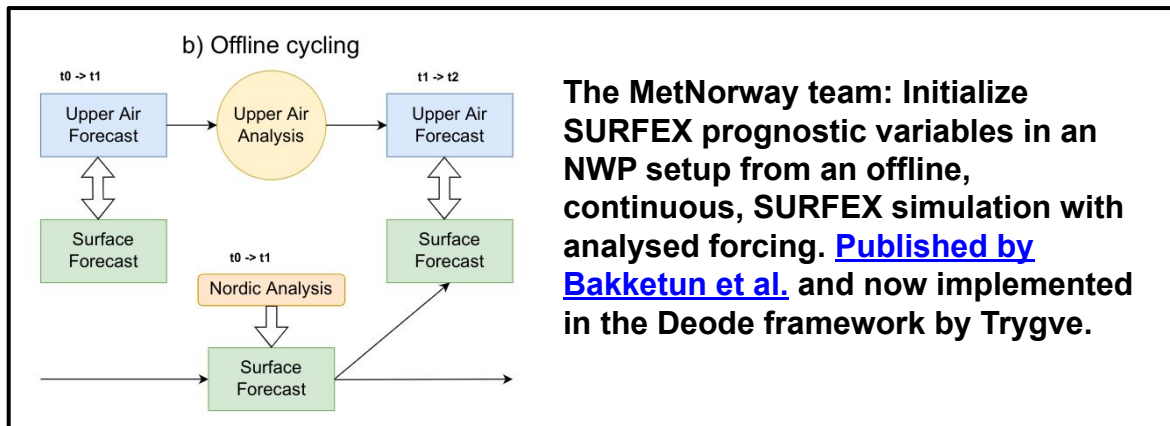 b) Offline cycling
t0 -> t1
t1 -> t2
Upper Air
Forecast
Upper Air
Analysis
Upper Air
Forecast
Surface
Forecast
Surface
Forecast
t0 -> t1
Nordic Analysis
Surface
Forecast
The MetNorway team: Initialize
SURFEX prognostic variables in an
NWP setup from an offline,
continuous, SURFEX simulation with
analysed forcing. Published by
Bakketun et al. and now implemented
in the Deode framework by Trygve.